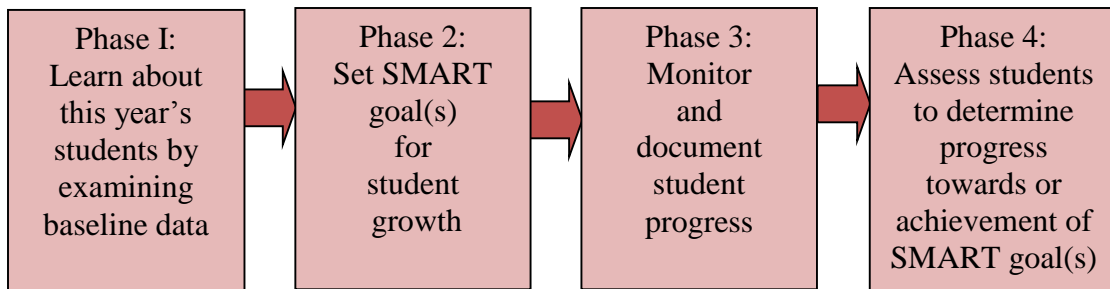 Phase I:
Learn about
this year’s
students by
examining
baseline data
Phase 2:
Set SMART
goal(s)
for
student
growth
Phase 3:
Monitor
and
document
student
progress
Phase 4:
Assess students
to determine
progress
towards or
achievement of
SMART goal(s)